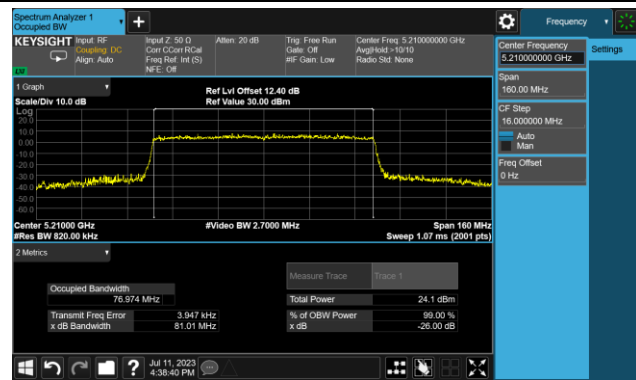 Spectrum Analyzer 1
Occupied BW
Frequency
KEYSIGHT
Input: RF
Coupling: DC
Align: Auto
Input Z: 50 Ω
Corr CCorr RCal
Freq Ref: Int (S)
NFE: Off
Atten: 20 dB
Trig: Free Run
Gate: Off
#IF Gain: Low
Center Freq: 5.210000000 GHz
Avg|Hold:>10/10
Radio Std: None
1 Graph
Scale/Div 10.0 dB
Ref Lvl Offset 12.40 dB
Ref Value 30.00 dBm
Log
20.0
10.0
0.00
-10.0
-20.0
-30.0
-40.0
-50.0
-60.0
Center 5.21000 GHz
#Res BW 820.00 kHz
#Video BW 2.7000 MHz
Span 160 MHz
Sweep 1.07 ms (2001 pts)
2 Metrics
Measure Trace Trace 1
Occupied Bandwidth
76.974 MHz
Total Power 24.1 dBm
Transmit Freq Error 3.947 kHz
% of OBW Power 99.00 %
x dB Bandwidth 81.01 MHz
x dB -26.00 dB
Jul 11, 2023
4:38:40 PM
Center Frequency
5.210000000 GHz
Settings
Span
160.00 MHz
CF Step
16.000000 MHz
Auto
Man
Freq Offset
0 Hz